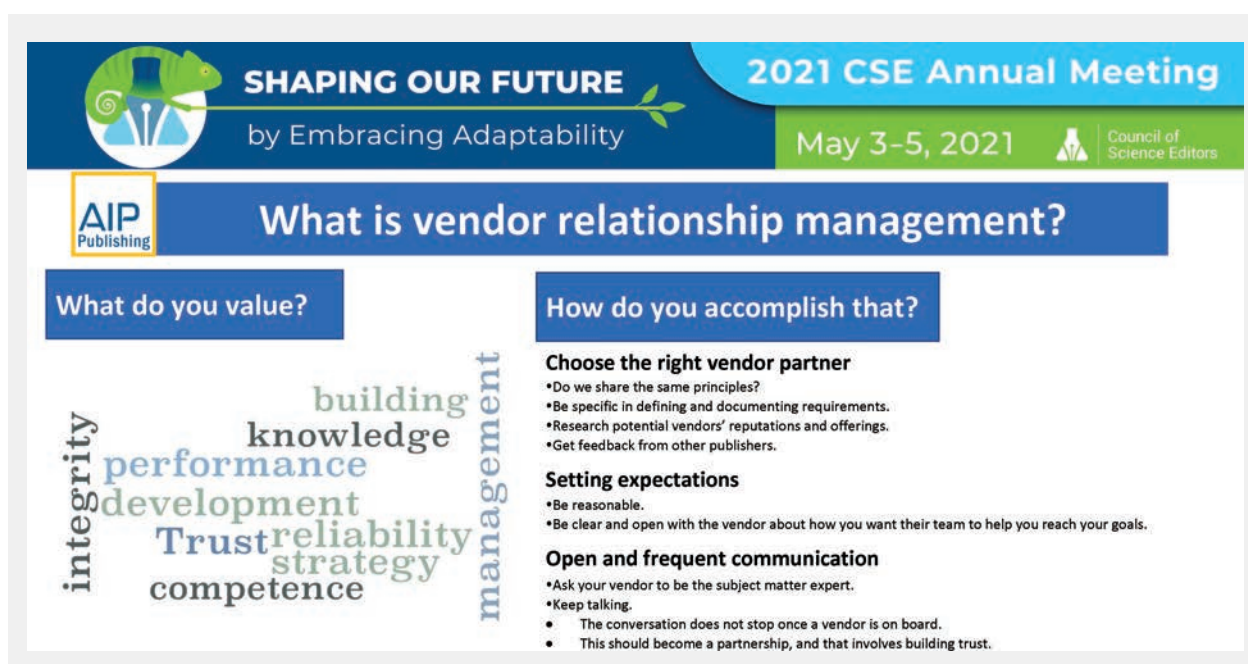 SHAPING OUR FUTURE
by Embracing Adaptability
2021 CSE Annual Meeting
May 3-5, 2021
Council of
Science Editors
AIP
Publishing
What is vendor relationship management?
What do you value?
building
knowledge
performance
development
Trust
reliability
strategy
competence
integrity
management
How do you accomplish that?
Choose the right vendor partner
•Do we share the same principles?
•Be specific in defining and documenting requirements.
•Research potential vendors' reputations and offerings.
•Get feedback from other publishers.
Setting expectations
•Be reasonable.
•Be clear and open with the vendor about how you want their team to help you reach your goals.
Open and frequent communication
•Ask your vendor to be the subject matter expert.
•Keep talking.
• The conversation does not stop once a vendor is on board.
• This should become a partnership, and that involves building trust.